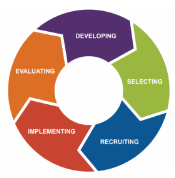 DEVELOPING
SELECTING
RECRUITING
IMPLEMENTING
EVALUATING